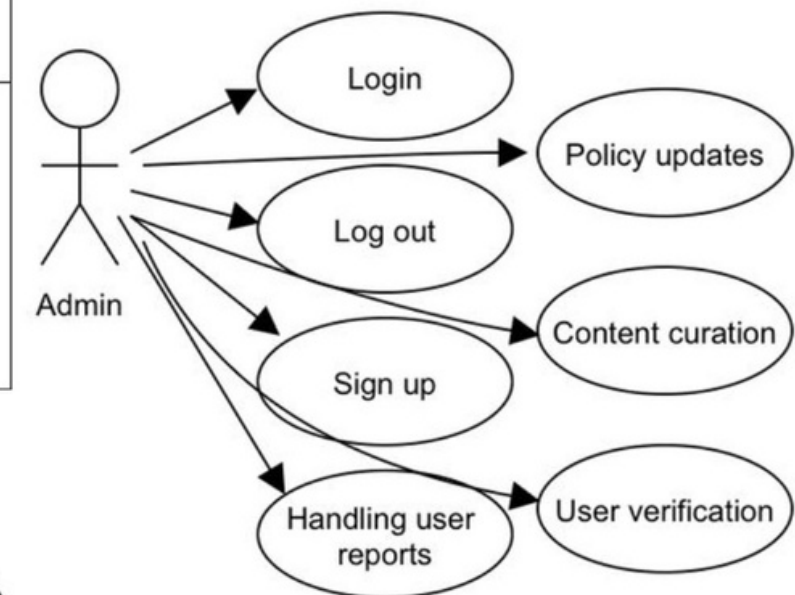 Login
Policy updates
Log out
Admin
Content curation
Sign up
User verification
Handling user
reports